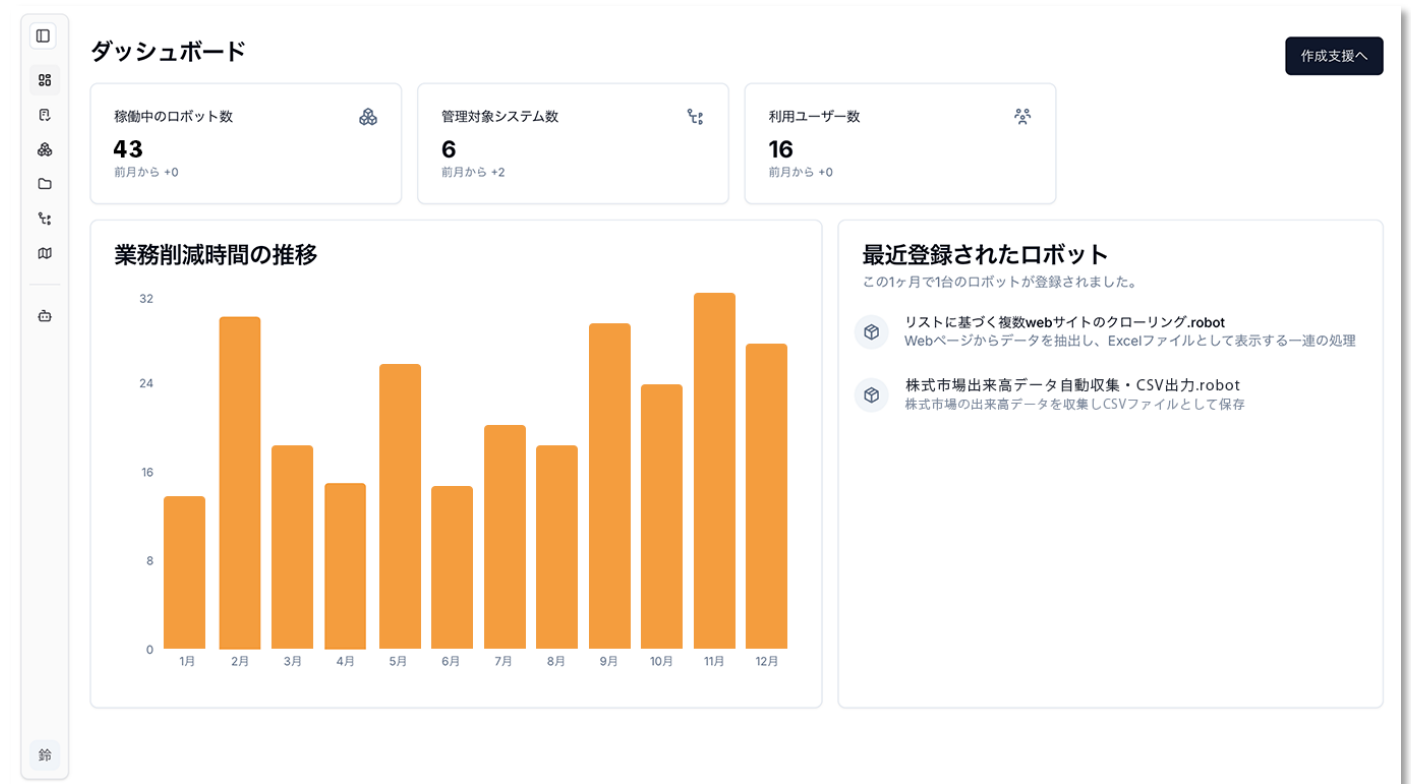 ダッシュボード
作成支援へ
稼働中のロボット数
43
前月から +0
管理対象システム数
6
前月から +2
利用ユーザー数
16
前月から +0
業務削減時間の推移
32
24
16
8
0
1月 2月 3月 4月 5月 6月 7月 8月 9月 10月 11月 12月
最近登録されたロボット
この1ヶ月で1台のロボットが登録されました。
リストに基づく複数webサイトのクローリング.robot
Webページからデータを抽出し、Excelファイルとして表示する一連の処理
株式市場出来高データ自動収集・CSV出力.robot
株式市場の出来高データを収集しCSVファイルとして保存
鈴